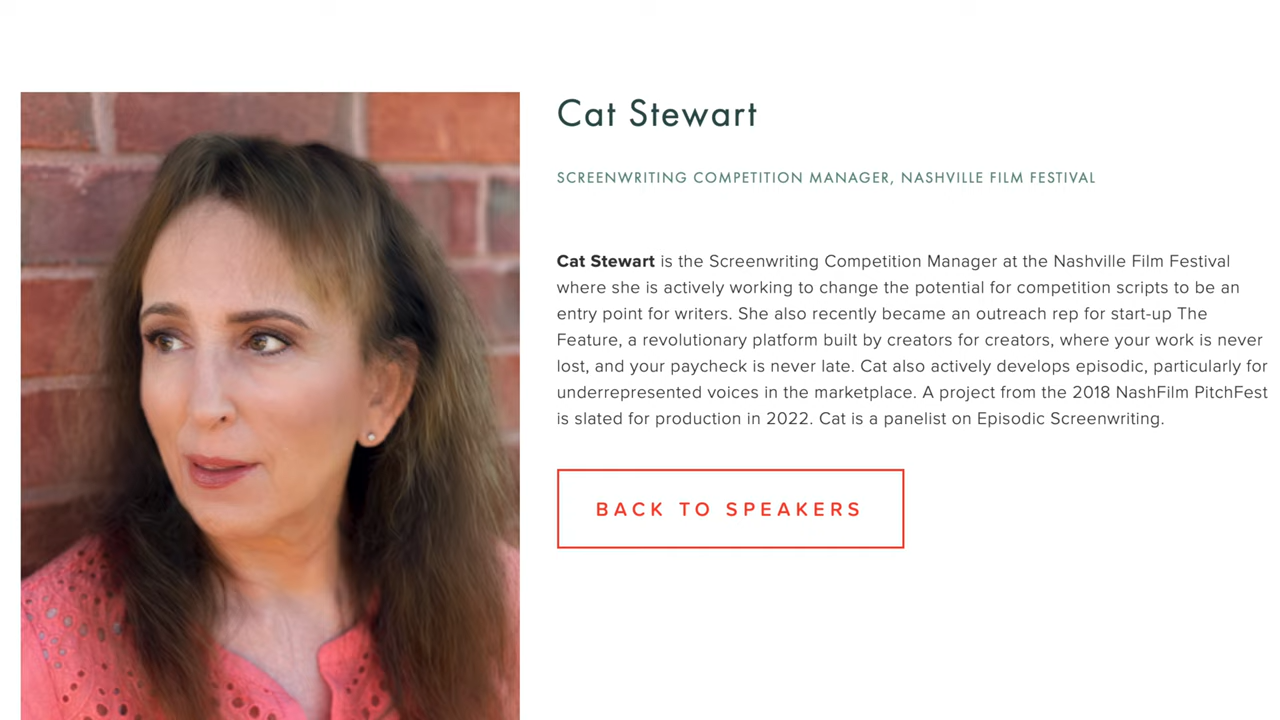 Cat Stewart
SCREENWRITING COMPETITION MANAGER, NASHVILLE FILM FESTIVAL
Cat Stewart is the Screenwriting Competition Manager at the Nashville Film Festival
where she is actively working to change the potential for competition scripts to be an
entry point for writers. She also recently became an outreach rep for start-up The
Feature, a revolutionary platform built by creators for creators, where your work is never
lost, and your paycheck is never late. Cat also actively develops episodic, particularly for
underrepresented voices in the marketplace. A project from the 2018 NashFilm PitchFest
is slated for production in 2022. Cat is a panelist on Episodic Screenwriting.
BACK TO SPEAKERS